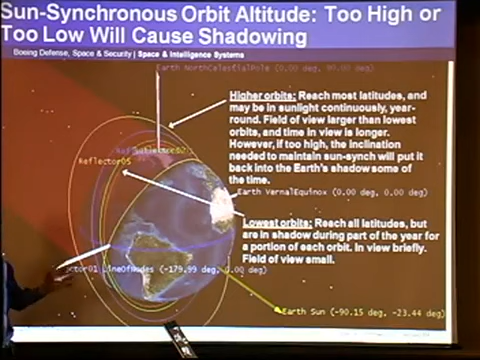 Sun-Synchronous Orbit Altitude: Too High or
Too Low Will Cause Shadowing
Boeing Defense, Space & Security | Space & Intelligence Systems
Earth NorthCelestialPole (0.00 deg, 90.00 deg)
Higher orbits: Reach most latitudes, and
may be in sunlight continuously, year-
round. Field of view larger than lowest
orbits, and time in view is longer.
However, if too high, the inclination
needed to maintain sun-synch will put it
back into the Earth's shadow some of
the time.
Reflector05
Earth VernalEquinox (0.00 deg, 0.00 deg)
Lowest orbits: Reach all latitudes, but
are in shadow during part of the year for
a portion of each orbit. In view briefly.
Field of view small.
LineOfNodes (-179.99 deg, 0.00 deg)
Earth Sun (-90.15 deg, -23.44 deg)